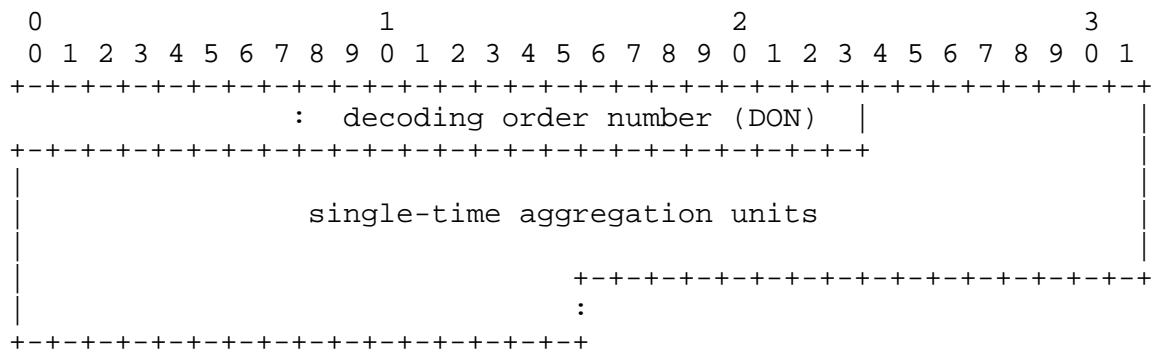 0                   1                   2                   3
 0 1 2 3 4 5 6 7 8 9 0 1 2 3 4 5 6 7 8 9 0 1 2 3 4 5 6 7 8 9 0 1
+-+-+-+-+-+-+-+-+-+-+-+-+-+-+-+-+-+-+-+-+-+-+-+-+-+-+-+-+-+-+-+-+
                :  decoding order number (DON)  |               |
+-+-+-+-+-+-+-+-+-+-+-+-+-+-+-+-+-+-+-+-+-+-+-+-+               |
|                                                               |
|                single-time aggregation units                  |
|                                                               |
|                               +-+-+-+-+-+-+-+-+-+-+-+-+-+-+-+-+
|                               :
+-+-+-+-+-+-+-+-+-+-+-+-+-+-+-+-+